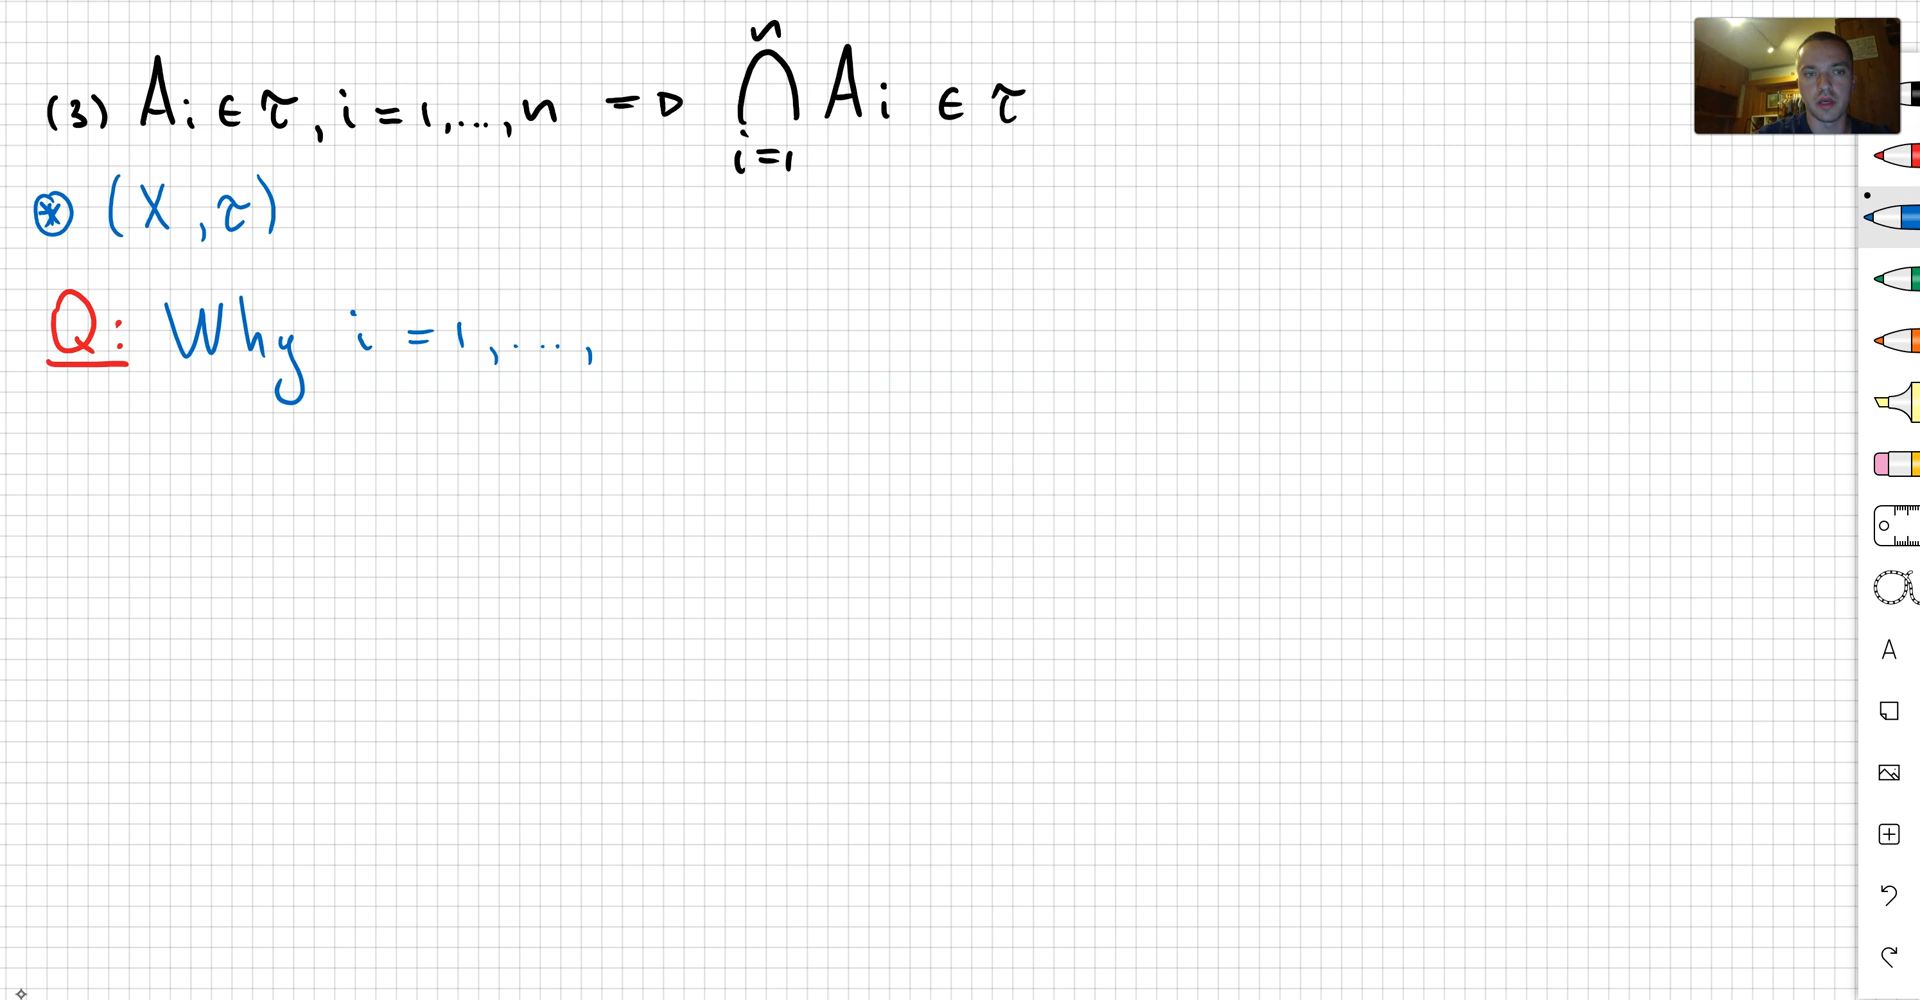 (3) Aᵢ ∈ τ, i = 1, ..., n => ⋂ᵢ₌₁ⁿ Aᵢ ∈ τ
⊛ (X, τ)
Q: Why i = 1, ...,
A